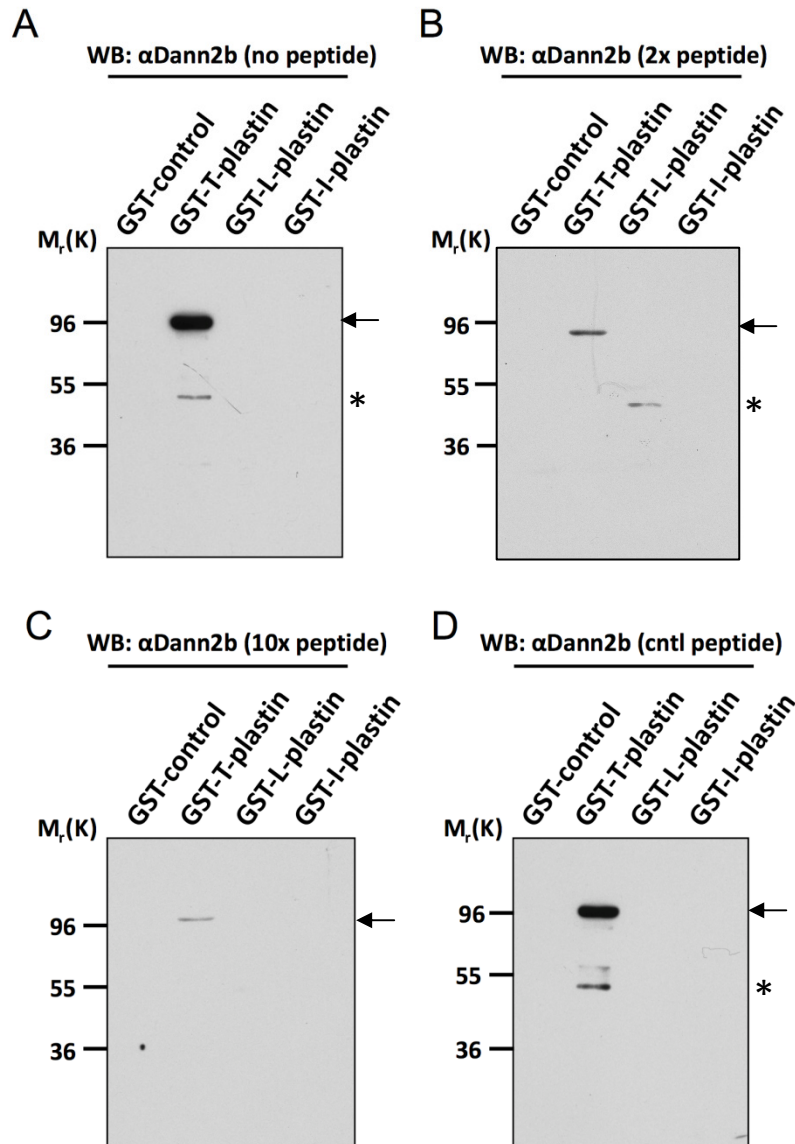 A
WB: αDann2b (no peptide)
GST-control
GST-T-plastin
GST-L-plastin
GST-I-plastin
Mr(K)
96
55
*
36
B
WB: αDann2b (2x peptide)
GST-control
GST-T-plastin
GST-L-plastin
GST-I-plastin
Mr(K)
96
55
*
36
C
WB: αDann2b (10x peptide)
GST-control
GST-T-plastin
GST-L-plastin
GST-I-plastin
Mr(K)
96
55
36
D
WB: αDann2b (cntl peptide)
GST-control
GST-T-plastin
GST-L-plastin
GST-I-plastin
Mr(K)
96
55
*
36